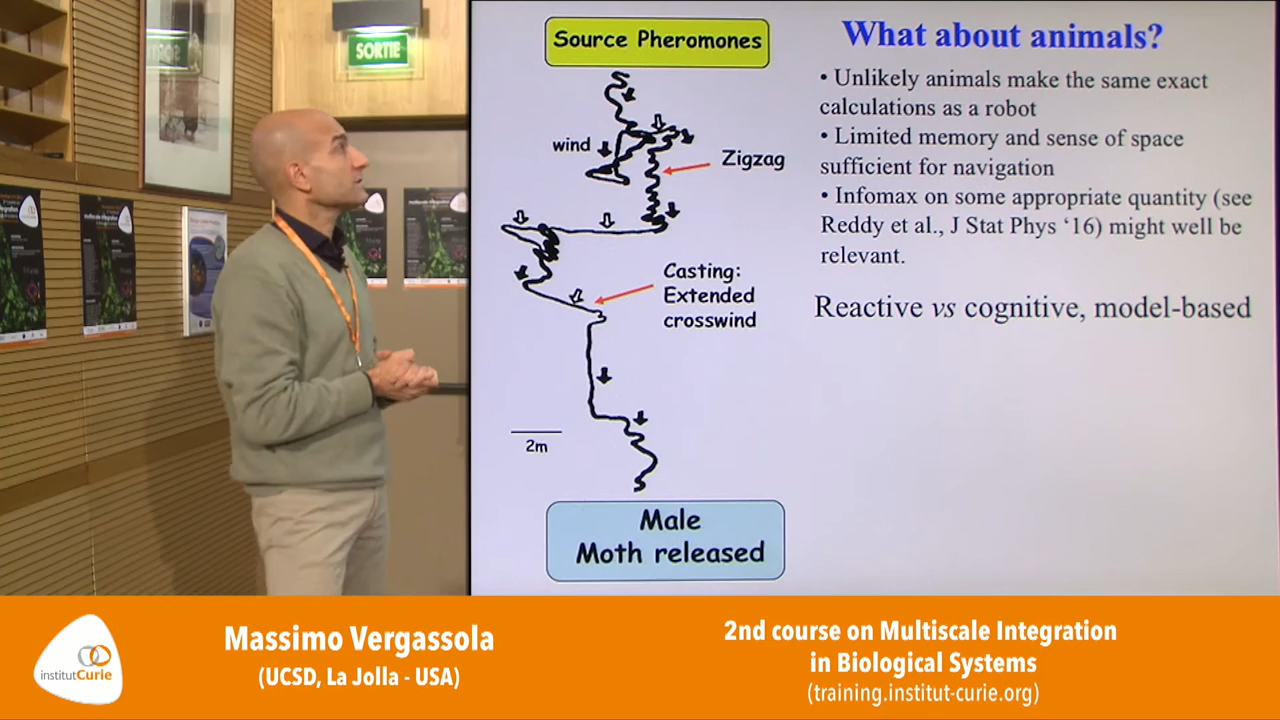 SORTIE
Source Pheromones
wind
Zigzag
Casting:
Extended
crosswind
2m
Male
Moth released
What about animals?
• Unlikely animals make the same exact
calculations as a robot
• Limited memory and sense of space
sufficient for navigation
• Infomax on some appropriate quantity (see
Reddy et al., J Stat Phys ‘16) might well be
relevant.
Reactive vs cognitive, model-based
institutCurie
Massimo Vergassola
(UCSD, La Jolla - USA)
2nd course on Multiscale Integration
in Biological Systems
(training.institut-curie.org)